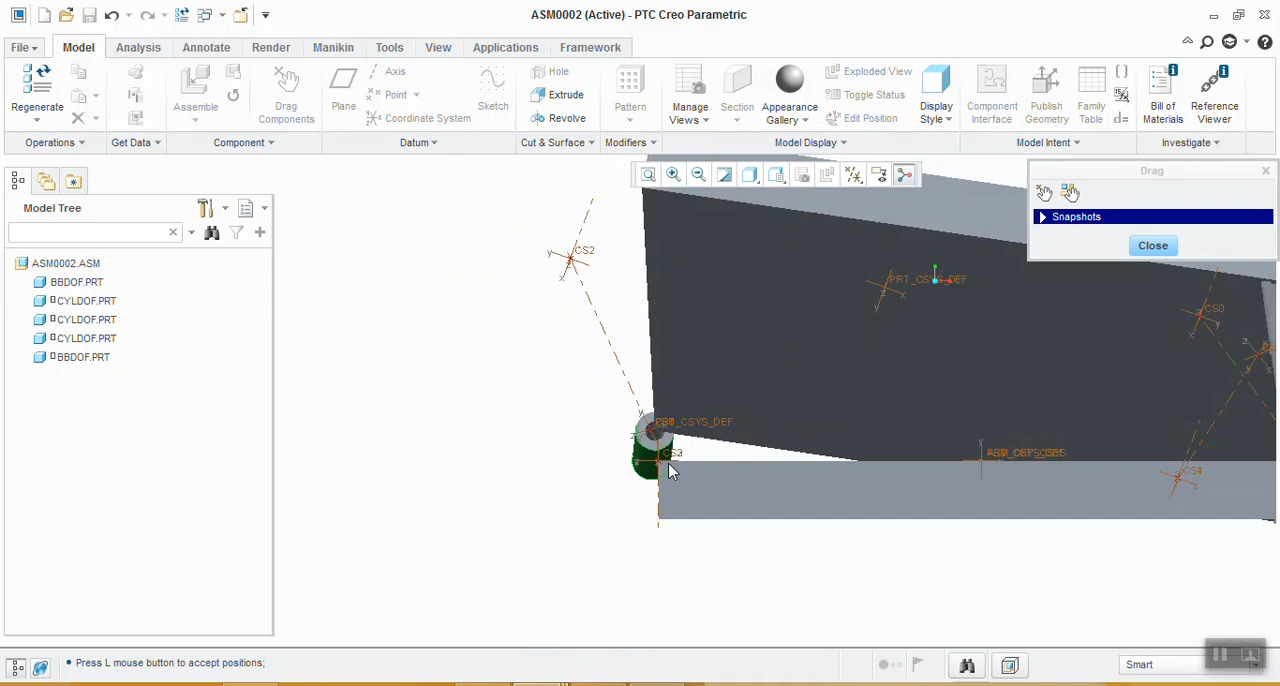 ASM0002 (Active) - PTC Creo Parametric
File Model Analysis Annotate Render Manikin Tools View Applications Framework
Regenerate
Assemble
Drag Components
Plane
Axis
Point
Coordinate System
Sketch
Hole
Extrude
Revolve
Pattern
Manage Views
Section
Appearance Gallery
Exploded View
Toggle Status
Edit Position
Display Style
Component Interface
Publish Geometry
Family Table
d=
Bill of Materials
Reference Viewer
Operations Get Data Component Datum Cut & Surface Modifiers Model Display Model Intent Investigate
Drag
Snapshots
Close
Model Tree
ASM0002.ASM
BBDOF.PRT
CYLDOF.PRT
CYLDOF.PRT
CYLDOF.PRT
BBDOF.PRT
CS2
PRT_CSYS_DEF
CS0
_CSYS_DEF
CS3
CS4
Press L mouse button to accept positions;
Smart